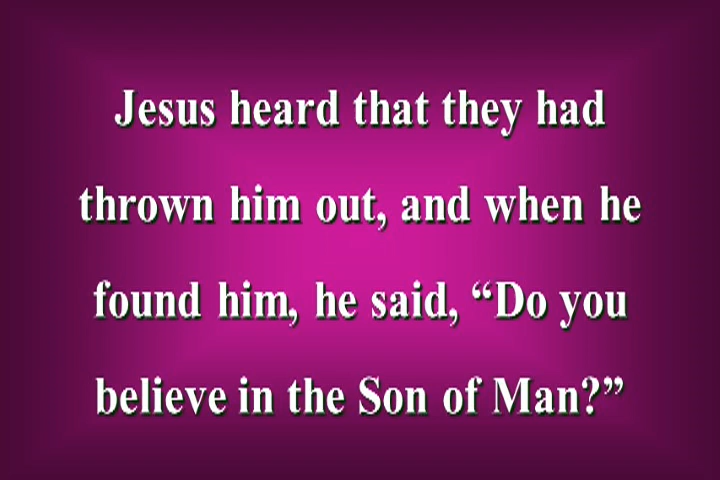 Jesus heard that they had
thrown him out, and when he
found him, he said, “Do you
believe in the Son of Man?”